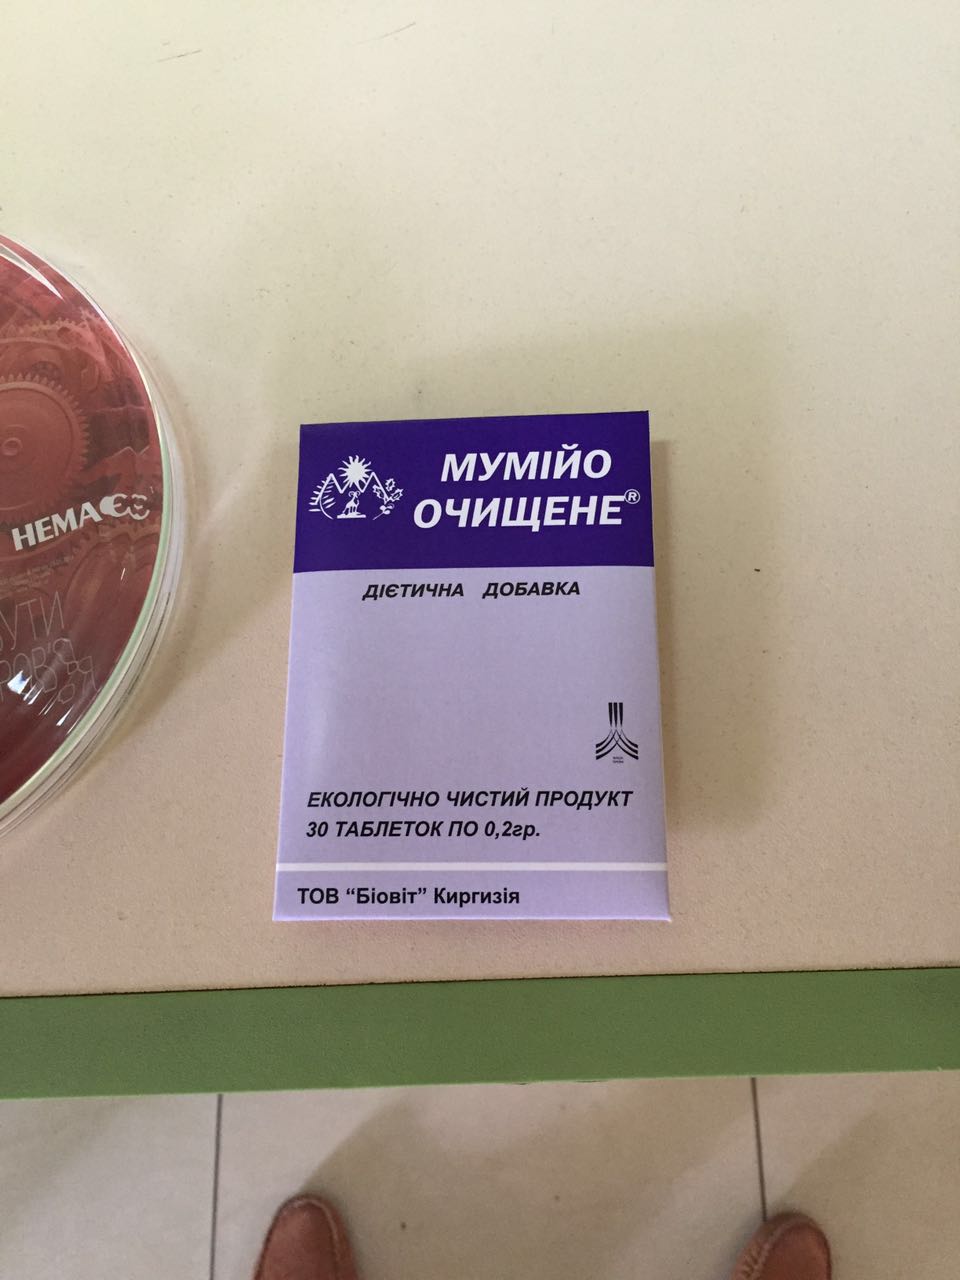 МУМІЙО
ОЧИЩЕНЕ®
ДІЄТИЧНА ДОБАВКА
ЕКОЛОГІЧНО ЧИСТИЙ ПРОДУКТ
30 ТАБЛЕТОК ПО 0,2гр.
ТОВ “Біовіт” Киргизія
НЕМА